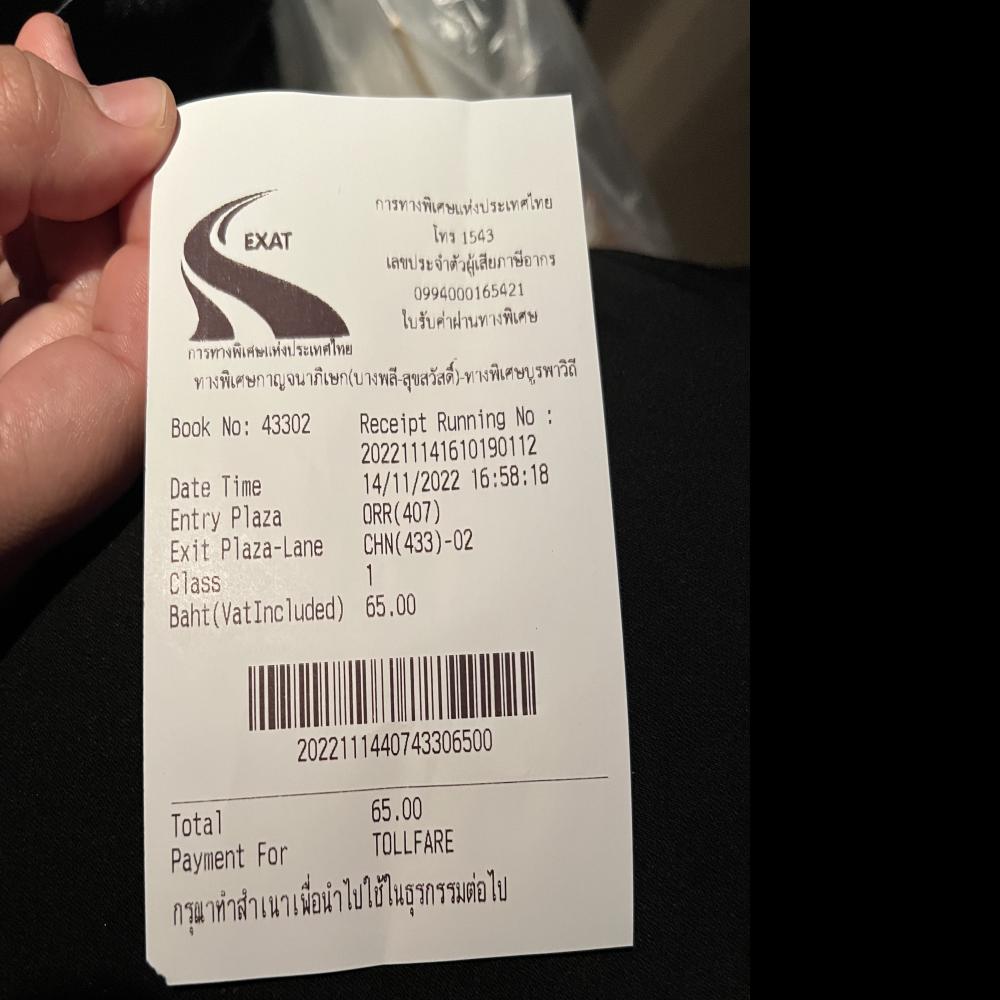 EXAT
การทางพิเศษแห่งประเทศไทย
การทางพิเศษแห่งประเทศไทย
โทร 1543
เลขประจำตัวผู้เสียภาษีอากร
0994000165421
ใบรับค่าผ่านทางพิเศษ
ทางพิเศษกาญจนาภิเษก(บางพลี-สุขสวัสดิ์)-ทางพิเศษบูรพาวิถี
Book No: 43302 Receipt Running No :
202211141610190112
Date Time 14/11/2022 16:58:18
Entry Plaza ORR(407)
Exit Plaza-Lane CHN(433)-02
Class 1
Baht(VatIncluded) 65.00
2022111440743306500
Total 65.00
Payment For TOLLFARE
กรุณาทำสำเนาเพื่อนำไปใช้ในธุรกรรมต่อไป